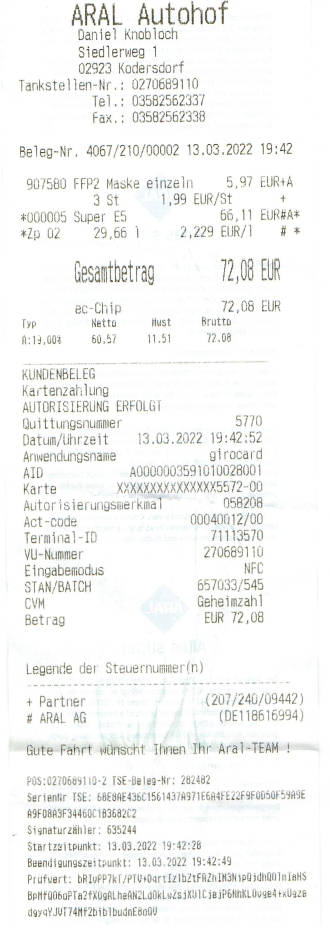 ARAL Autohof
Daniel Knobloch
Siedlerweg 1
02923 Kodersdorf
Tankstellen-Nr.: 0270689110
Tel.: 03582562337
Fax.: 03582562338
Beleg-Nr. 4067/210/00002 13.03.2022 19:42
907580 FFP2 Maske einzeln 5,97 EUR+A
3 St 1,99 EUR/St +
*000005 Super E5 66,11 EUR#A*
*Zp 02 29,66 l 2,229 EUR/l # *
Gesamtbetrag 72,08 EUR
ec-Chip 72,08 EUR
Typ Netto Mwst Brutto
A:19,00% 60.57 11.51 72.08
KUNDENBELEG
Kartenzahlung
AUTORISIERUNG ERFOLGT
Quittungsnummer 5770
Datum/Uhrzeit 13.03.2022 19:42:52
Anwendungsname girocard
AID A0000003591010028001
Karte XXXXXXXXXXXXXXX5572-00
Autorisierungsmerkmal 058208
Act-code 00040012/00
Terminal-ID 71113570
VU-Nummer 270689110
Eingabemodus NFC
STAN/BATCH 657033/545
CVM Geheimzahl
Betrag EUR 72,08
Legende der Steuernummer(n)
+ Partner (207/240/09442)
# ARAL AG (DE118616994)
Gute Fahrt wünscht Ihnen Ihr Aral-TEAM !
POS:0270689110-2 TSE-Beleg-Nr: 282482
SerienNr TSE:
Signaturzähler: 635244
Startzeitpunkt: 13.03.2022 19:42:28
Beendigungszeitpunkt: 13.03.2022 19:42:49
Prüfwert: